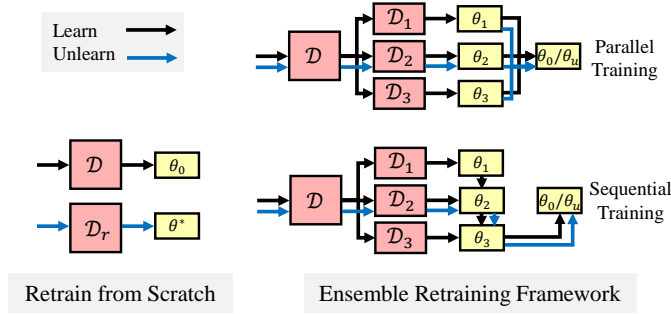 Learn
Unlearn
𝒟
𝒟₁
𝒟₂
𝒟₃
θ₁
θ₂
θ₃
θ₀/θᵤ
Parallel
Training
𝒟
θ₀
𝒟ᵣ
θ*
𝒟
𝒟₁
𝒟₂
𝒟₃
θ₁
θ₂
θ₃
θ₀/θᵤ
Sequential
Training
Retrain from Scratch
Ensemble Retraining Framework